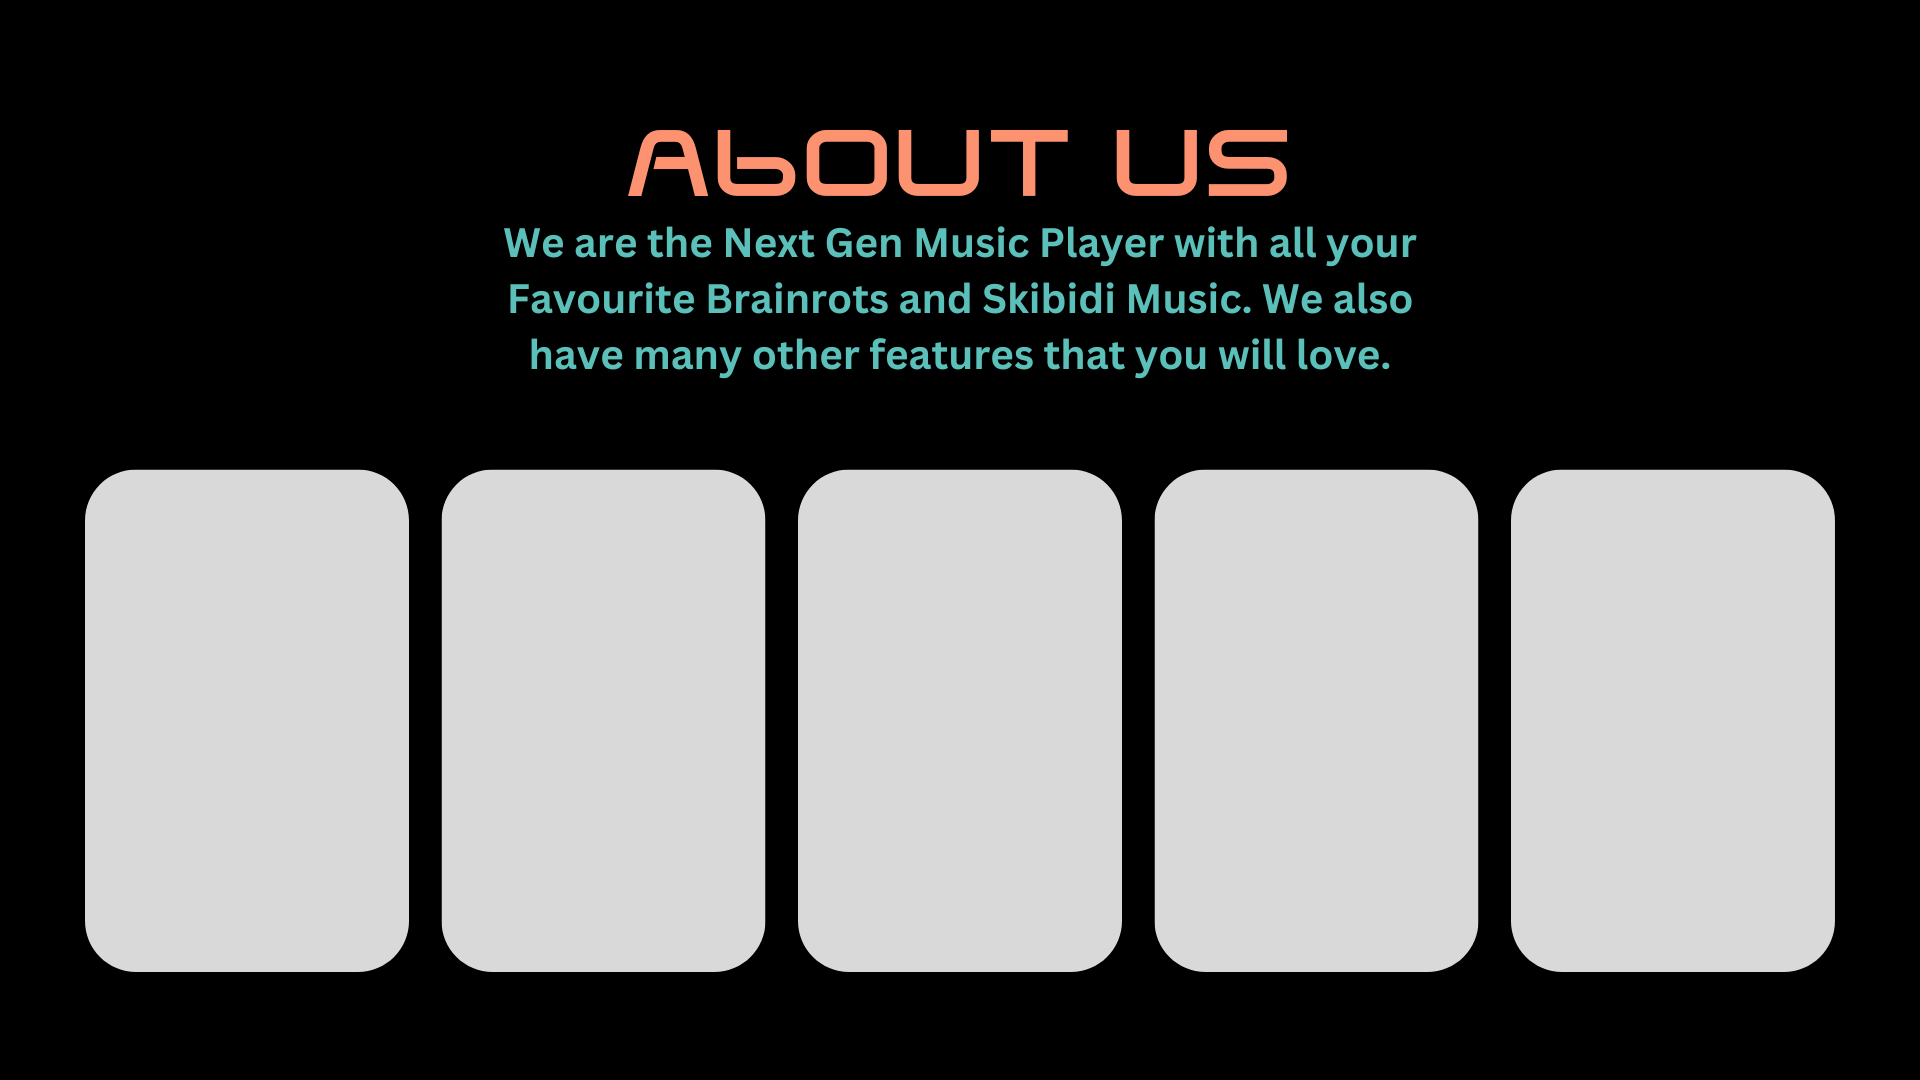 AbOUT US
We are the Next Gen Music Player with all your
Favourite Brainrots and Skibidi Music. We also
have many other features that you will love.